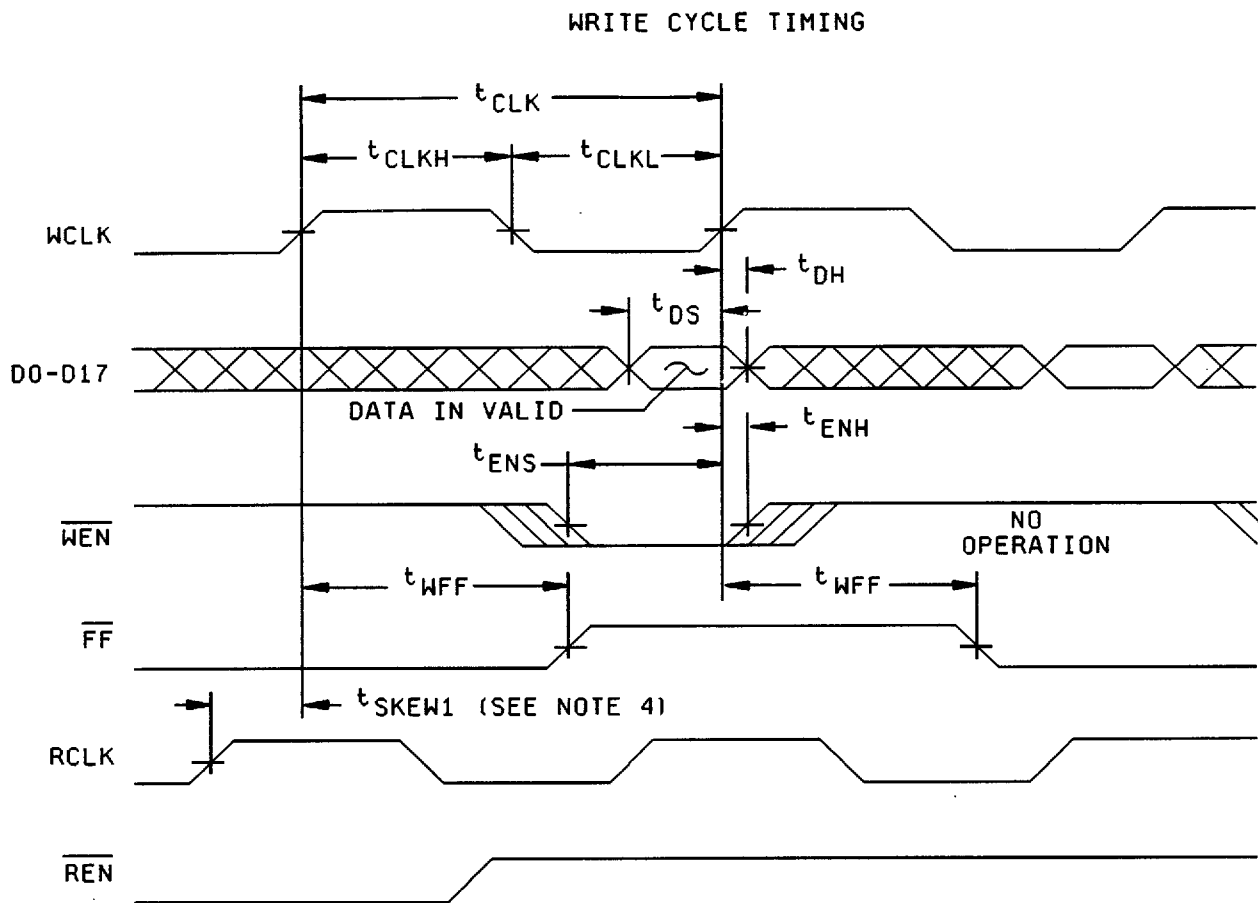 WRITE CYCLE TIMING
tCLK
tCLKH
tCLKL
WCLK
tDH
tDS
D0-D17
DATA IN VALID
tENH
tENS
WEN
NO
OPERATION
tWFF
tWFF
FF
tSKEW1 (SEE NOTE 4)
RCLK
REN